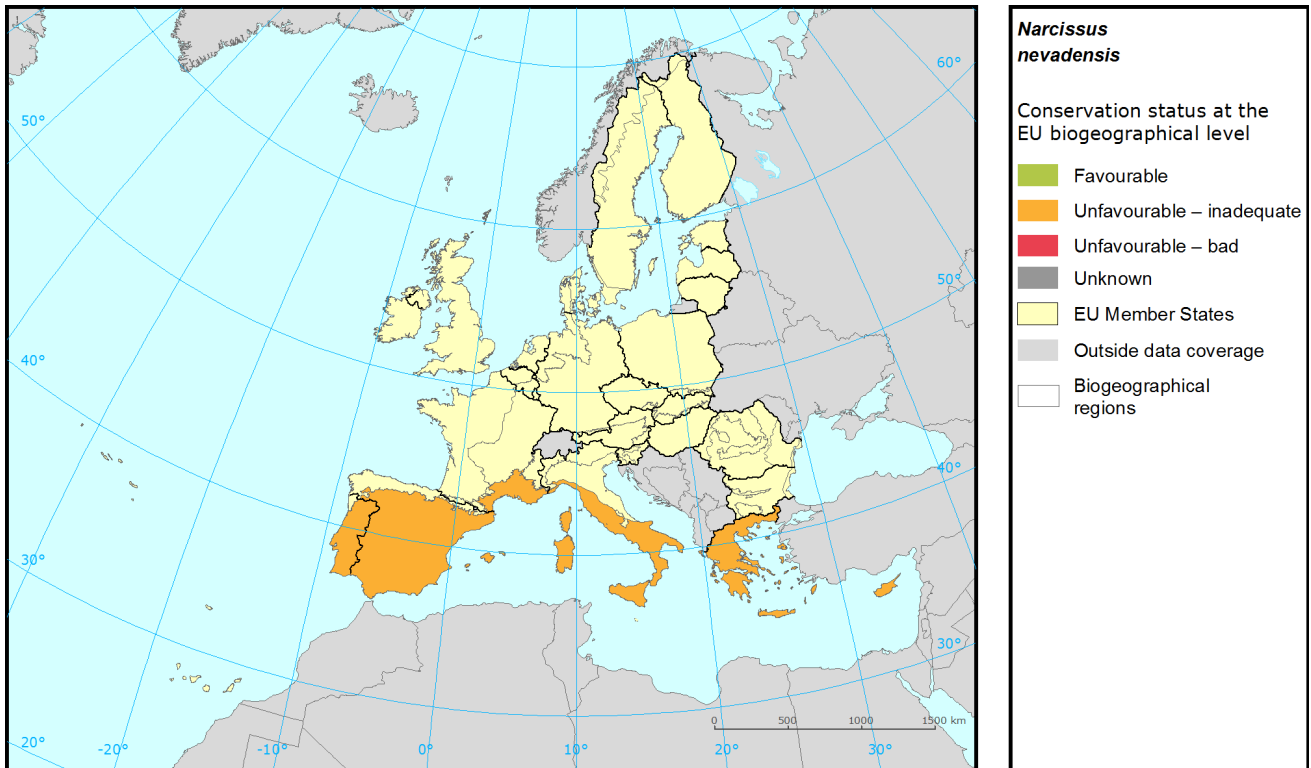 60°
50°
50°
40°
40°
30°
30°
20°
-20°
-10°
0°
10°
20°
30°
0 500 1000 1500 km
Narcissus
nevadensis
Conservation status at the
EU biogeographical level
Favourable
Unfavourable – inadequate
Unfavourable – bad
Unknown
EU Member States
Outside data coverage
Biogeographical
regions